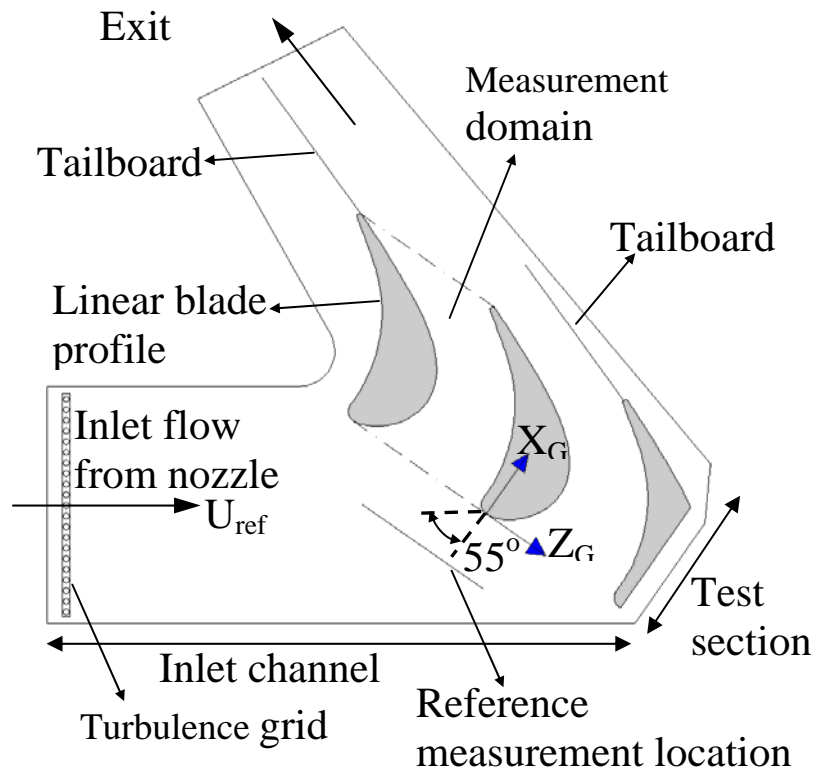 Exit
Measurement
domain
Tailboard
Tailboard
Linear blade
profile
Inlet flow
from nozzle
U_ref
X_G
Z_G
55°
Test
section
Inlet channel
Turbulence grid
Reference
measurement location